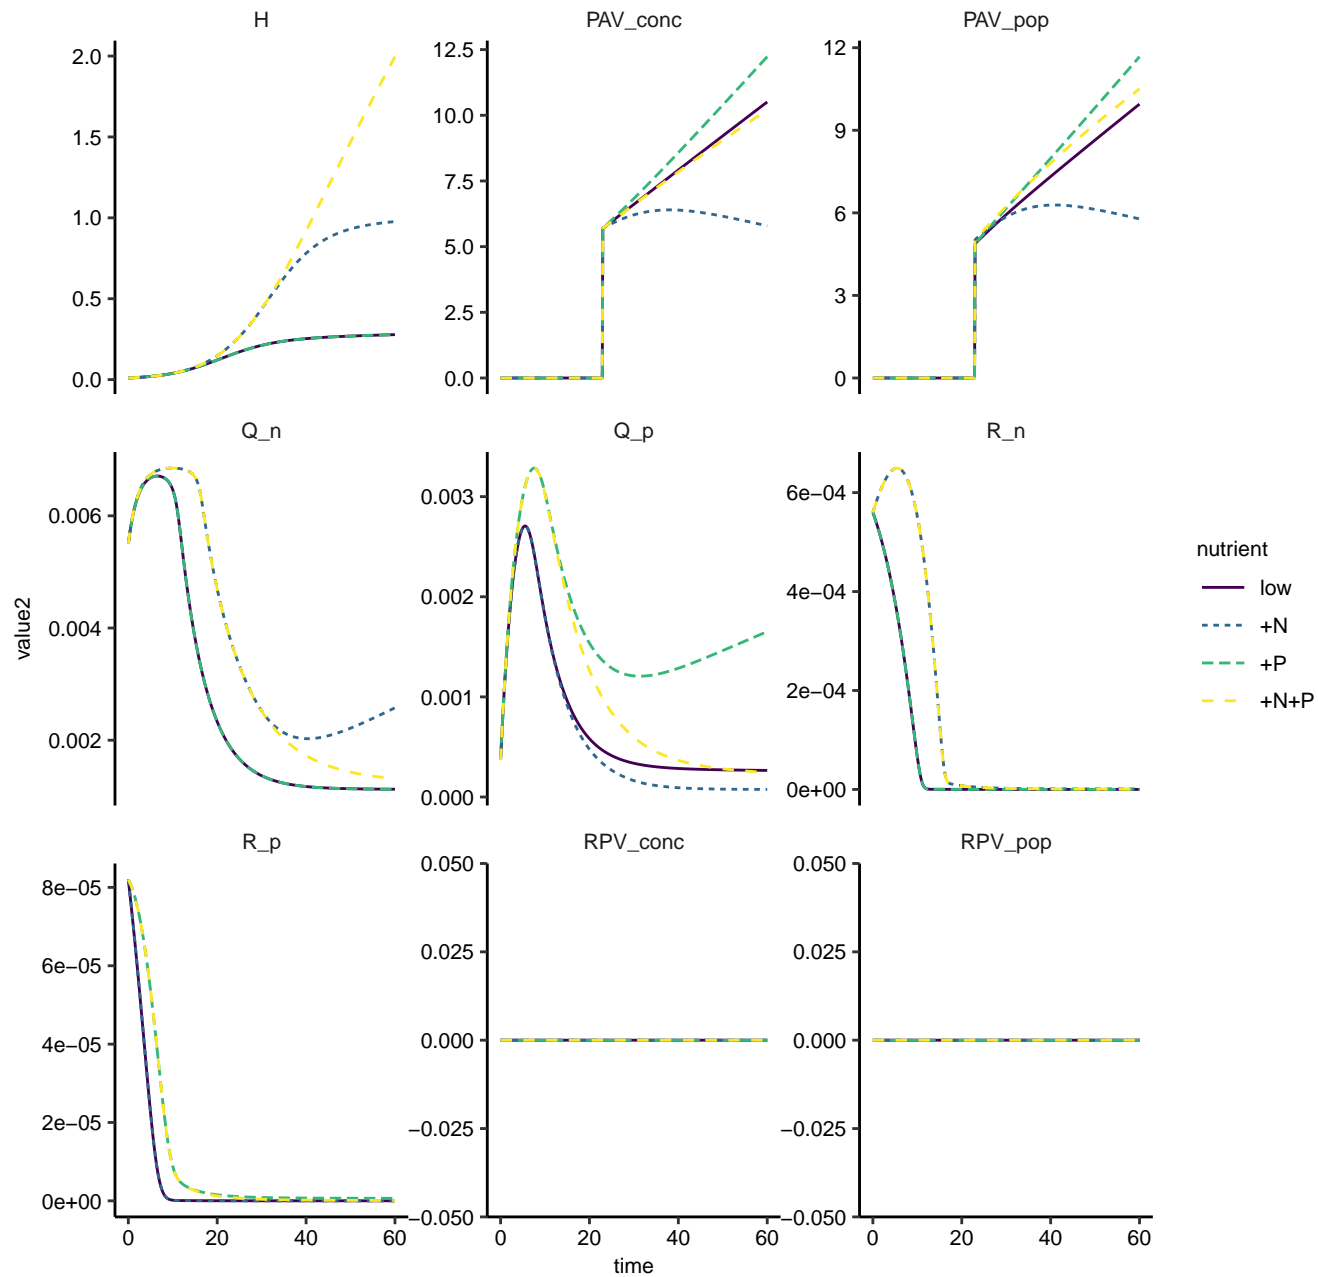 H
PAV_conc
PAV_pop
2.0
1.5
1.0
0.5
0.0
12.5
10.0
7.5
5.0
2.5
0.0
12
9
6
3
0
Q_n
Q_p
R_n
0.006
0.004
0.002
0.003
0.002
0.001
0.000
6e−04
4e−04
2e−04
0e+00
R_p
RPV_conc
RPV_pop
8e−05
6e−05
4e−05
2e−05
0e+00
0.050
0.025
0.000
−0.025
−0.050
0.050
0.025
0.000
−0.025
−0.050
0 20 40 60
0 20 40 60
0 20 40 60
time
value2
nutrient
low
+N
+P
+N+P